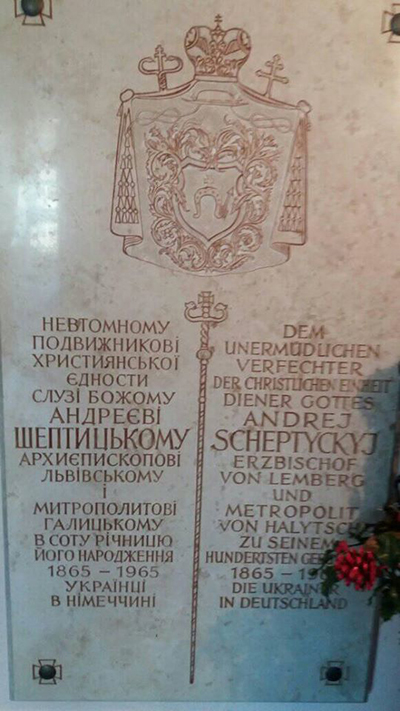 НЕВТОМНОМУ
ПОДВИЖНИКОВІ
ХРИСТИЯНСЬКОЇ
ЄДНОСТИ
СЛУЗІ БОЖОМУ
АНДРЕЄВІ
ШЕПТИЦЬКОМУ
АРХИЄПИСКОПОВІ
ЛЬВІВСЬКОМУ
І
МИТРОПОЛИТОВІ
ГАЛИЦЬКОМУ
В СОТУ РІЧНИЦЮ
ЙОГО НАРОДЖЕННЯ
1865 – 1965
УКРАЇНЦІ
В НІМЕЧЧИНІ
DEM
UNERMÜDLICHEN
VERFECHTER
DER CHRISTLICHEN EINHEIT
DIENER GOTTES
ANDREJ
SCHEPTYCKYJ
ERZBISCHOF
VON LEMBERG
UND
METROPOLIT
VON HALYTSCH
ZU SEINEM
HUNDERTSTEN
1865 –
DIE UKRAINER
IN DEUTSCHLAND